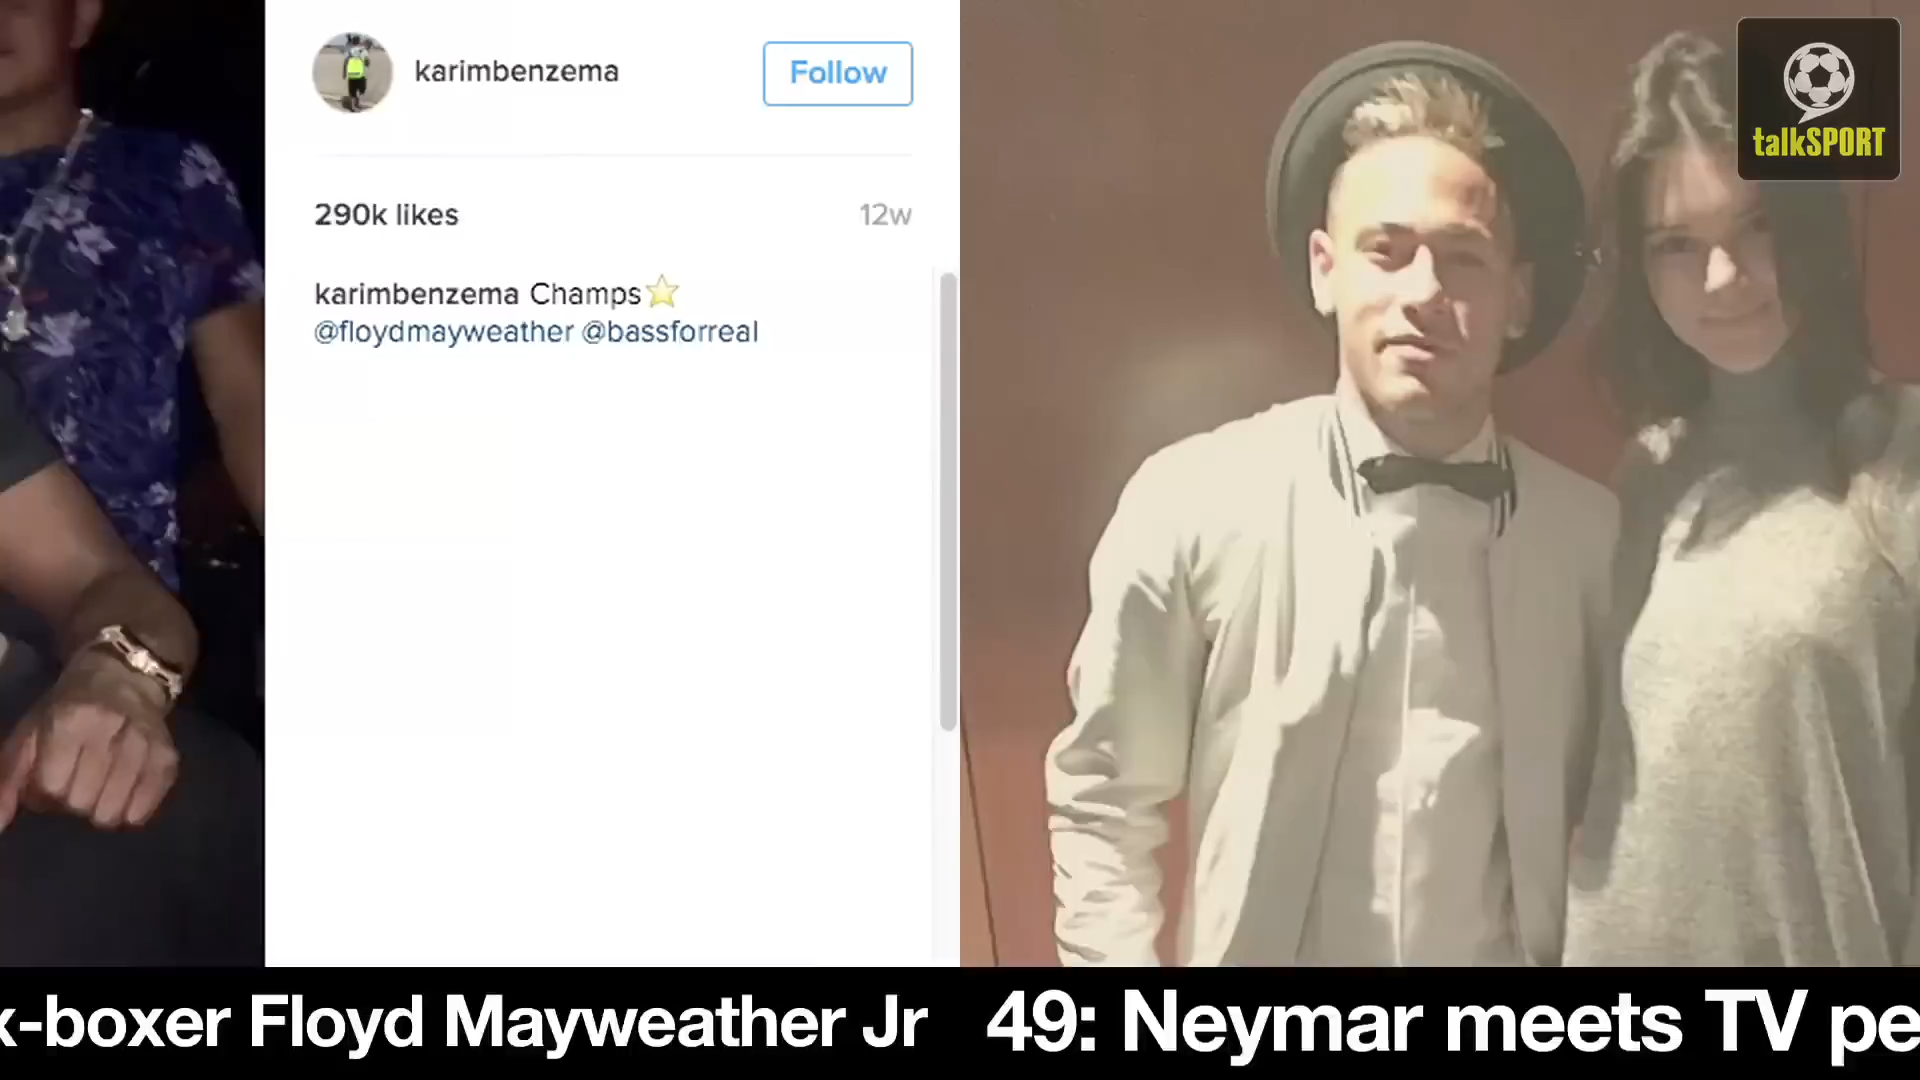 karimbenzema
Follow
290k likes
12w
karimbenzema Champs⭐
@floydmayweather @bassforreal
talkSPORT
x-boxer Floyd Mayweather Jr
49: Neymar meets TV pe